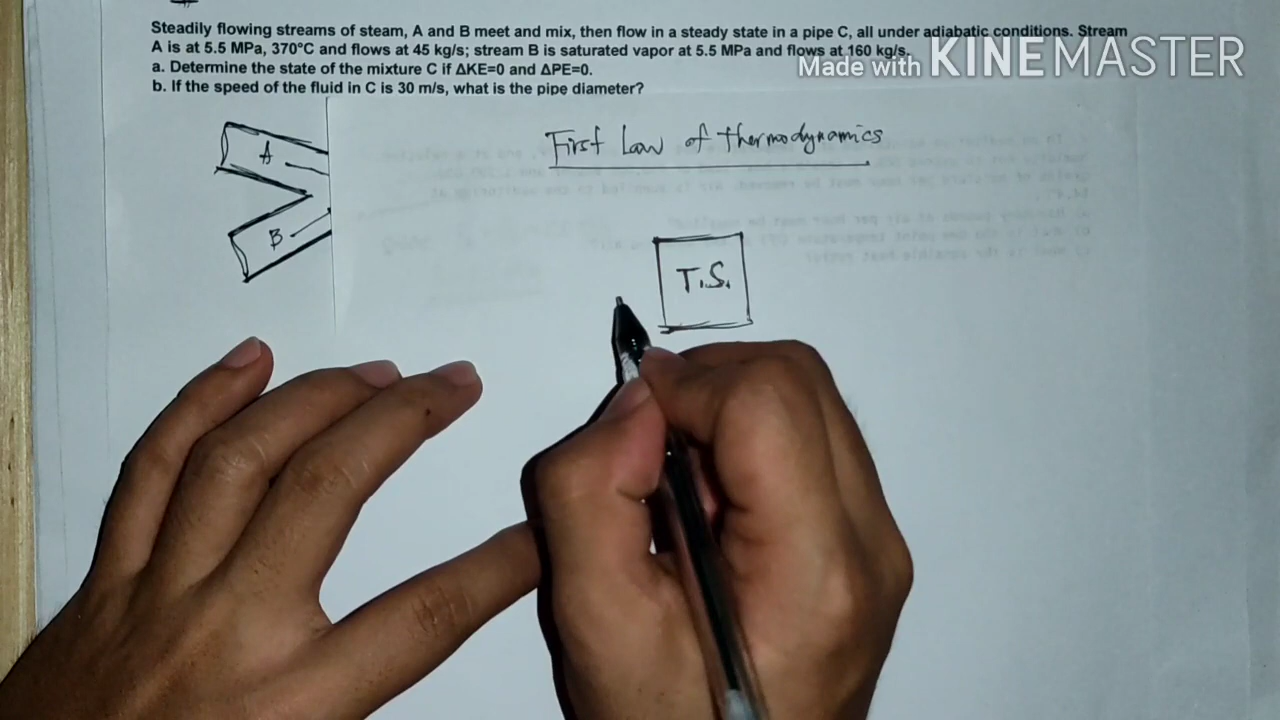 Steadily flowing streams of steam, A and B meet and mix, then flow in a steady state in a pipe C, all under adiabatic conditions. Stream
A is at 5.5 MPa, 370°C and flows at 45 kg/s; stream B is saturated vapor at 5.5 MPa and flows at 160 kg/s.
a. Determine the state of the mixture C if ΔKE=0 and ΔPE=0.
Made with KINEMASTER
b. If the speed of the fluid in C is 30 m/s, what is the pipe diameter?
First Law of thermodynamics
A
B
T.S.